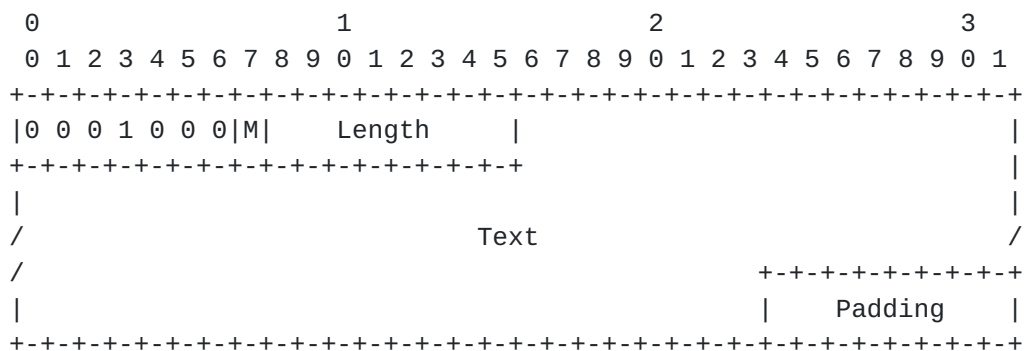 0                   1                   2                   3
 0 1 2 3 4 5 6 7 8 9 0 1 2 3 4 5 6 7 8 9 0 1 2 3 4 5 6 7 8 9 0 1
+-+-+-+-+-+-+-+-+-+-+-+-+-+-+-+-+-+-+-+-+-+-+-+-+-+-+-+-+-+-+-+-+
|0 0 0 1 0 0 0|M|    Length     |                               |
+-+-+-+-+-+-+-+-+-+-+-+-+-+-+-+-+                               |
|                                                               |
/                             Text                              /
/                                               +-+-+-+-+-+-+-+-+
|                                               |    Padding    |
+-+-+-+-+-+-+-+-+-+-+-+-+-+-+-+-+-+-+-+-+-+-+-+-+-+-+-+-+-+-+-+-+